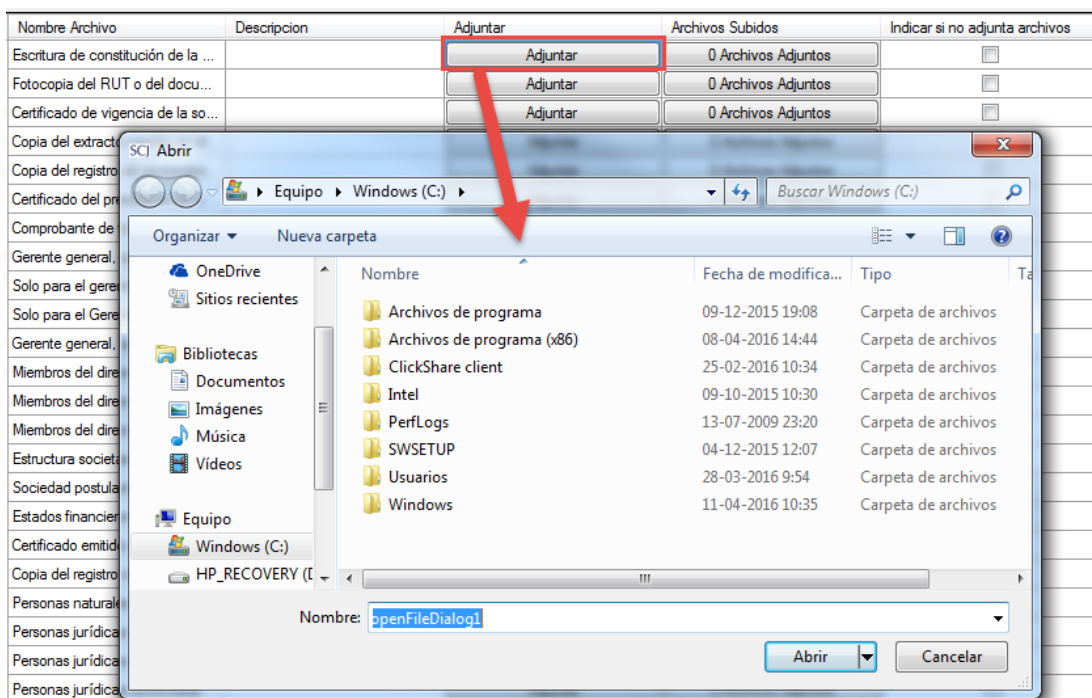 Nombre Archivo Descripcion Adjuntar Archivos Subidos Indicar si no adjunta archivos
Escritura de constitución de la ... Adjuntar 0 Archivos Adjuntos
Fotocopia del RUT o del docu... Adjuntar 0 Archivos Adjuntos
Certificado de vigencia de la so... Adjuntar 0 Archivos Adjuntos
Copia del extracto
SCJ Abrir
Copia del registro
Equipo Windows (C:) Buscar Windows (C:)
Certificado del pre
Comprobante de
Organizar Nueva carpeta
Gerente general,
OneDrive Nombre Fecha de modifica... Tipo Ta
Solo para el geren
Sitios recientes
Archivos de programa 09-12-2015 19:08 Carpeta de archivos
Solo para el Gere
Archivos de programa (x86) 08-04-2016 14:44 Carpeta de archivos
Gerente general,
Bibliotecas
ClickShare client 25-02-2016 10:34 Carpeta de archivos
Miembros del dire
Documentos
Intel 09-10-2015 10:30 Carpeta de archivos
Miembros del dire
Imágenes
PerfLogs 13-07-2009 23:20 Carpeta de archivos
Miembros del dire
Música
SWSETUP 04-12-2015 12:07 Carpeta de archivos
Estructura societa
Vídeos
Usuarios 28-03-2016 9:54 Carpeta de archivos
Sociedad postula
Windows 11-04-2016 10:35 Carpeta de archivos
Estados financier
Equipo
Certificado emitid
Windows (C:)
Copia del registro
HP_RECOVERY (D
Personas naturale
Nombre: openFileDialog1
Personas jurídica
Personas jurídica
Abrir Cancelar
Personas jurídica